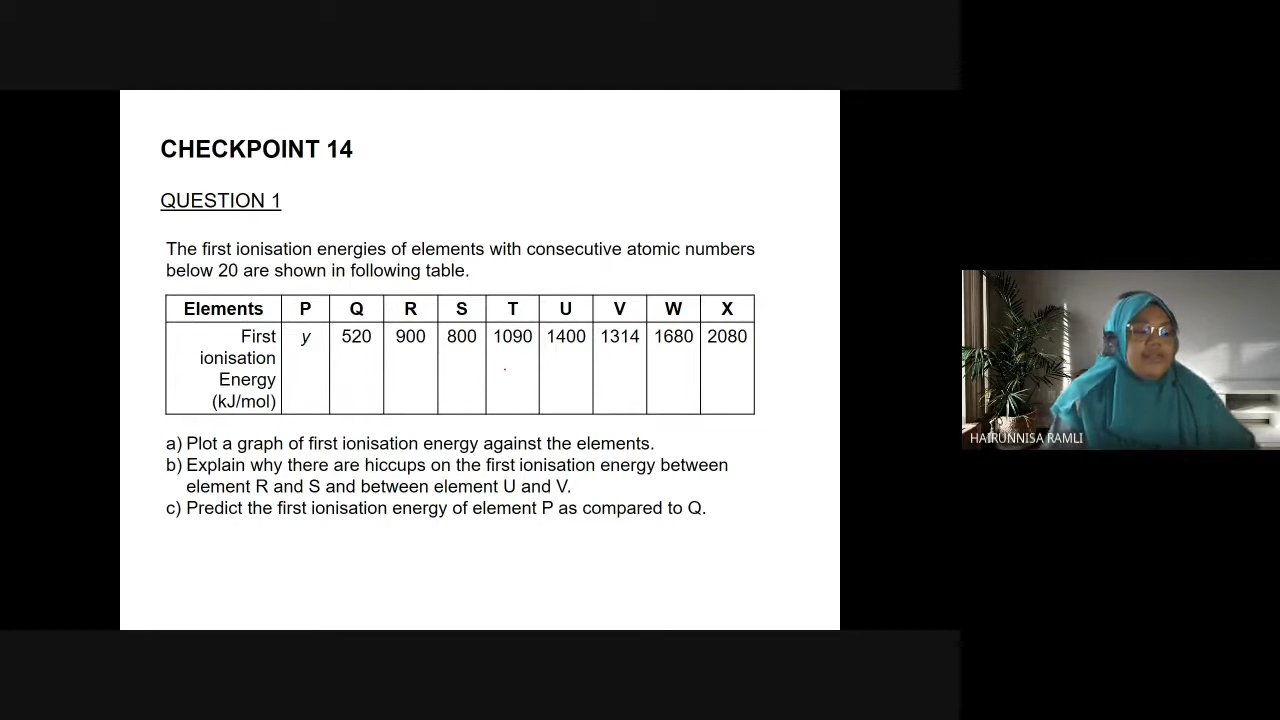 CHECKPOINT 14
QUESTION 1
The first ionisation energies of elements with consecutive atomic numbers
below 20 are shown in following table.
Elements P Q R S T U V W X
First y 520 900 800 1090 1400 1314 1680 2080
ionisation
Energy
(kJ/mol)
a) Plot a graph of first ionisation energy against the elements.
b) Explain why there are hiccups on the first ionisation energy between
element R and S and between element U and V.
c) Predict the first ionisation energy of element P as compared to Q.
HAIRUNNISA RAMLI